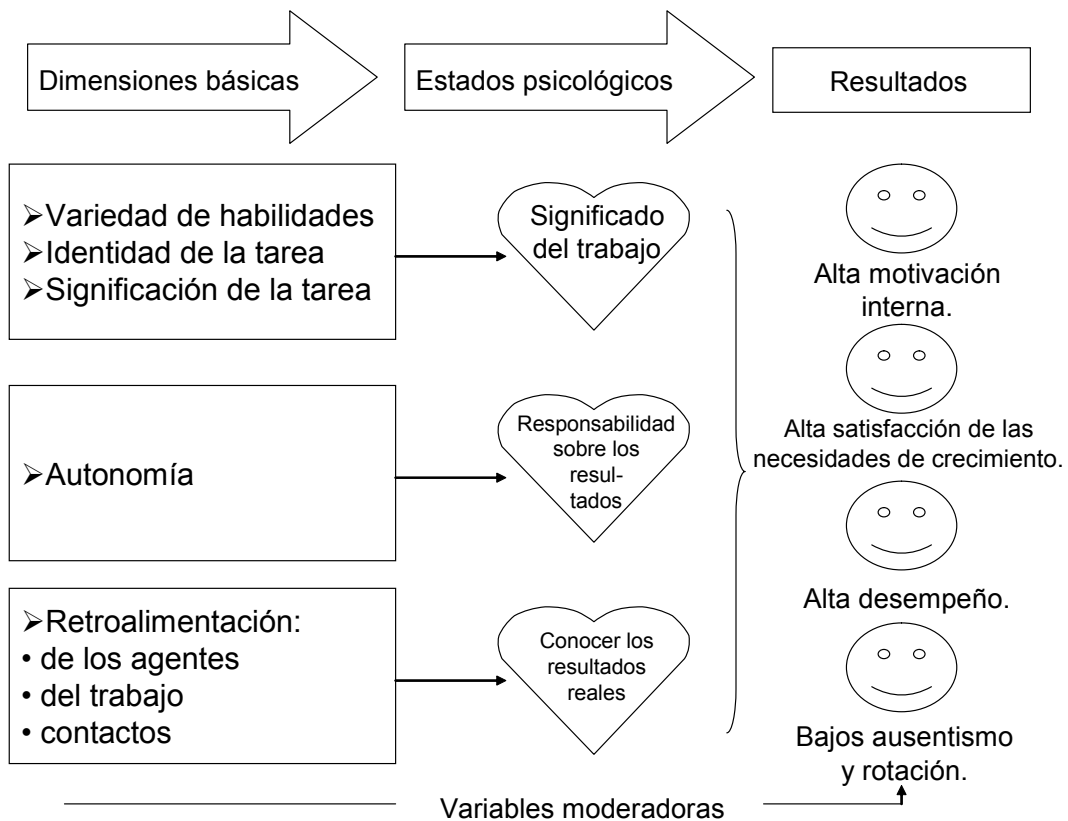 Dimensiones básicas
Estados psicológicos
Resultados
➢Variedad de habilidades
➢Identidad de la tarea
➢Significación de la tarea
Significado
del trabajo
Alta motivación
interna.
➢Autonomía
Responsabilidad
sobre los
resul-
tados
Alta satisfacción de las
necesidades de crecimiento.
Alta desempeño.
➢Retroalimentación:
• de los agentes
• del trabajo
• contactos
Conocer los
resultados
reales
Bajos ausentismo
y rotación.
Variables moderadoras